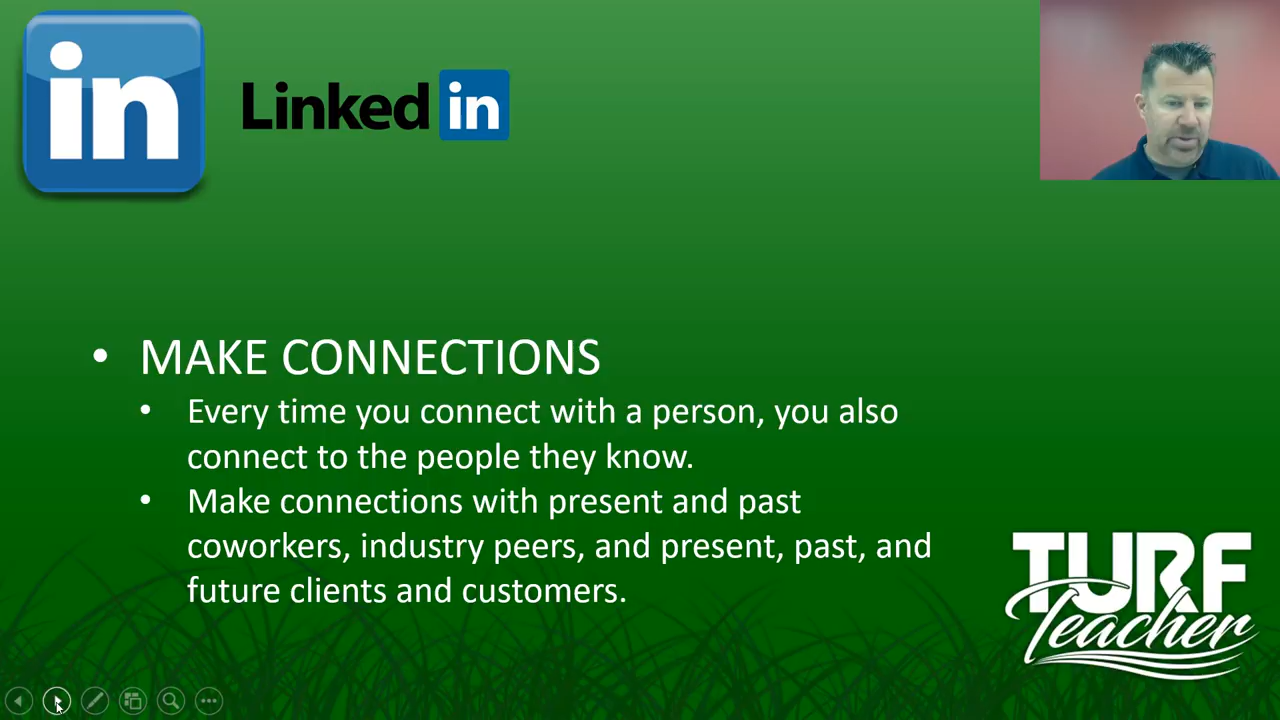 in
Linked in
• MAKE CONNECTIONS
• Every time you connect with a person, you also
connect to the people they know.
• Make connections with present and past
coworkers, industry peers, and present, past, and
future clients and customers.
TURF
Teacher